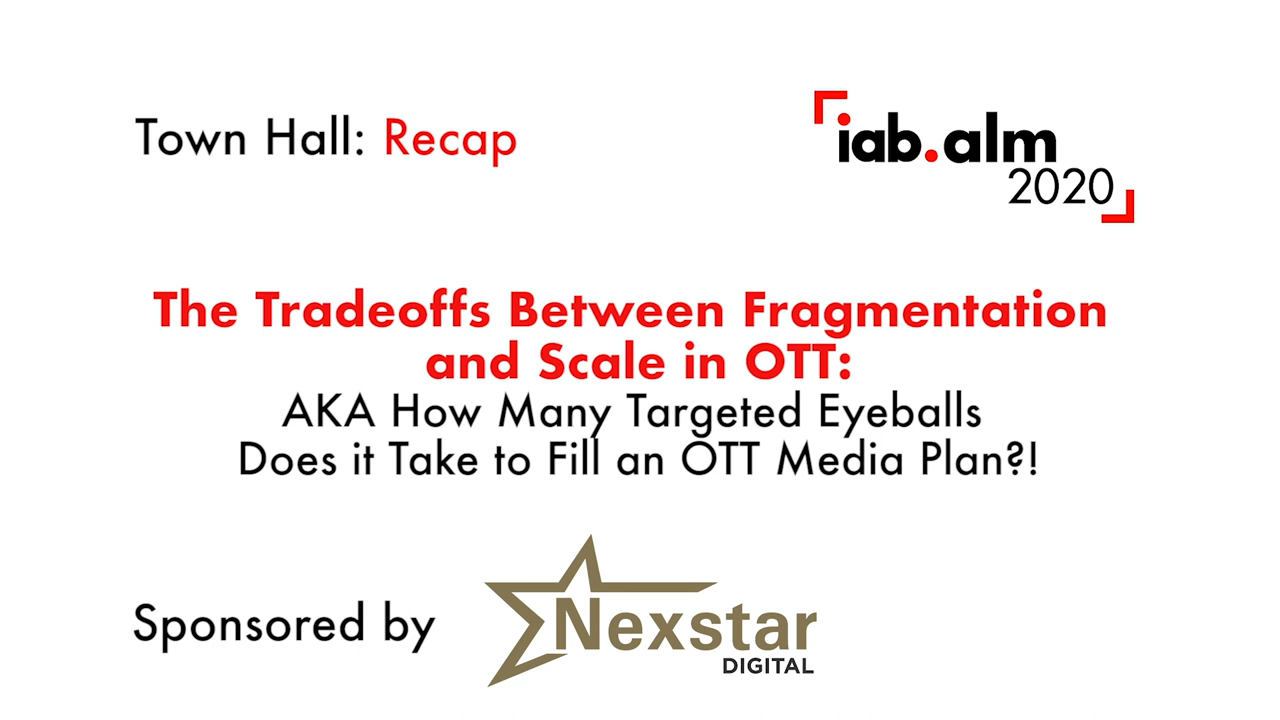 Town Hall: Recap
iab.alm
2020
The Tradeoffs Between Fragmentation
and Scale in OTT:
AKA How Many Targeted Eyeballs
Does it Take to Fill an OTT Media Plan?!
Sponsored by
Nexstar
DIGITAL